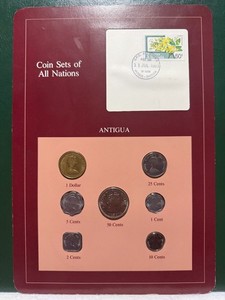 Coin Sets of
All Nations
ANTIGUA
1 Dollar
25 Cents
5 Cents
1 Cent
50 Cents
2 Cents
10 Cents